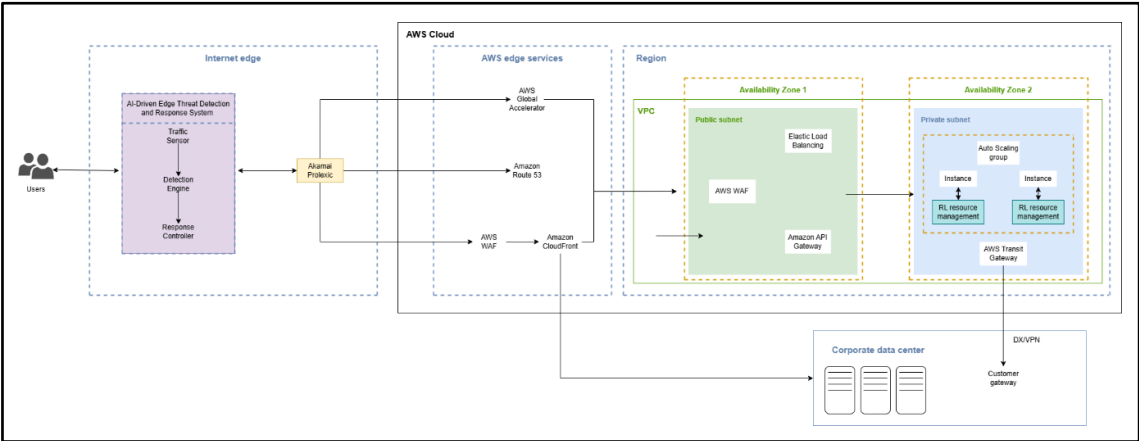 AWS Cloud
Internet edge
AWS edge services
Region
AI-Driven Edge Threat Detection
and Response System
Traffic
Sensor
Detection
Engine
Response
Controller
Users
Akamai
Prolexic
AWS
Global
Accelerator
Amazon
Route 53
AWS
WAF
Amazon
CloudFront
Availability Zone 1
Availability Zone 2
VPC
Public subnet
Elastic Load
Balancing
AWS WAF
Amazon API
Gateway
Private subnet
Auto Scaling
group
Instance
Instance
RL resource
management
RL resource
management
AWS Transit
Gateway
DX/VPN
Corporate data center
Customer
gateway